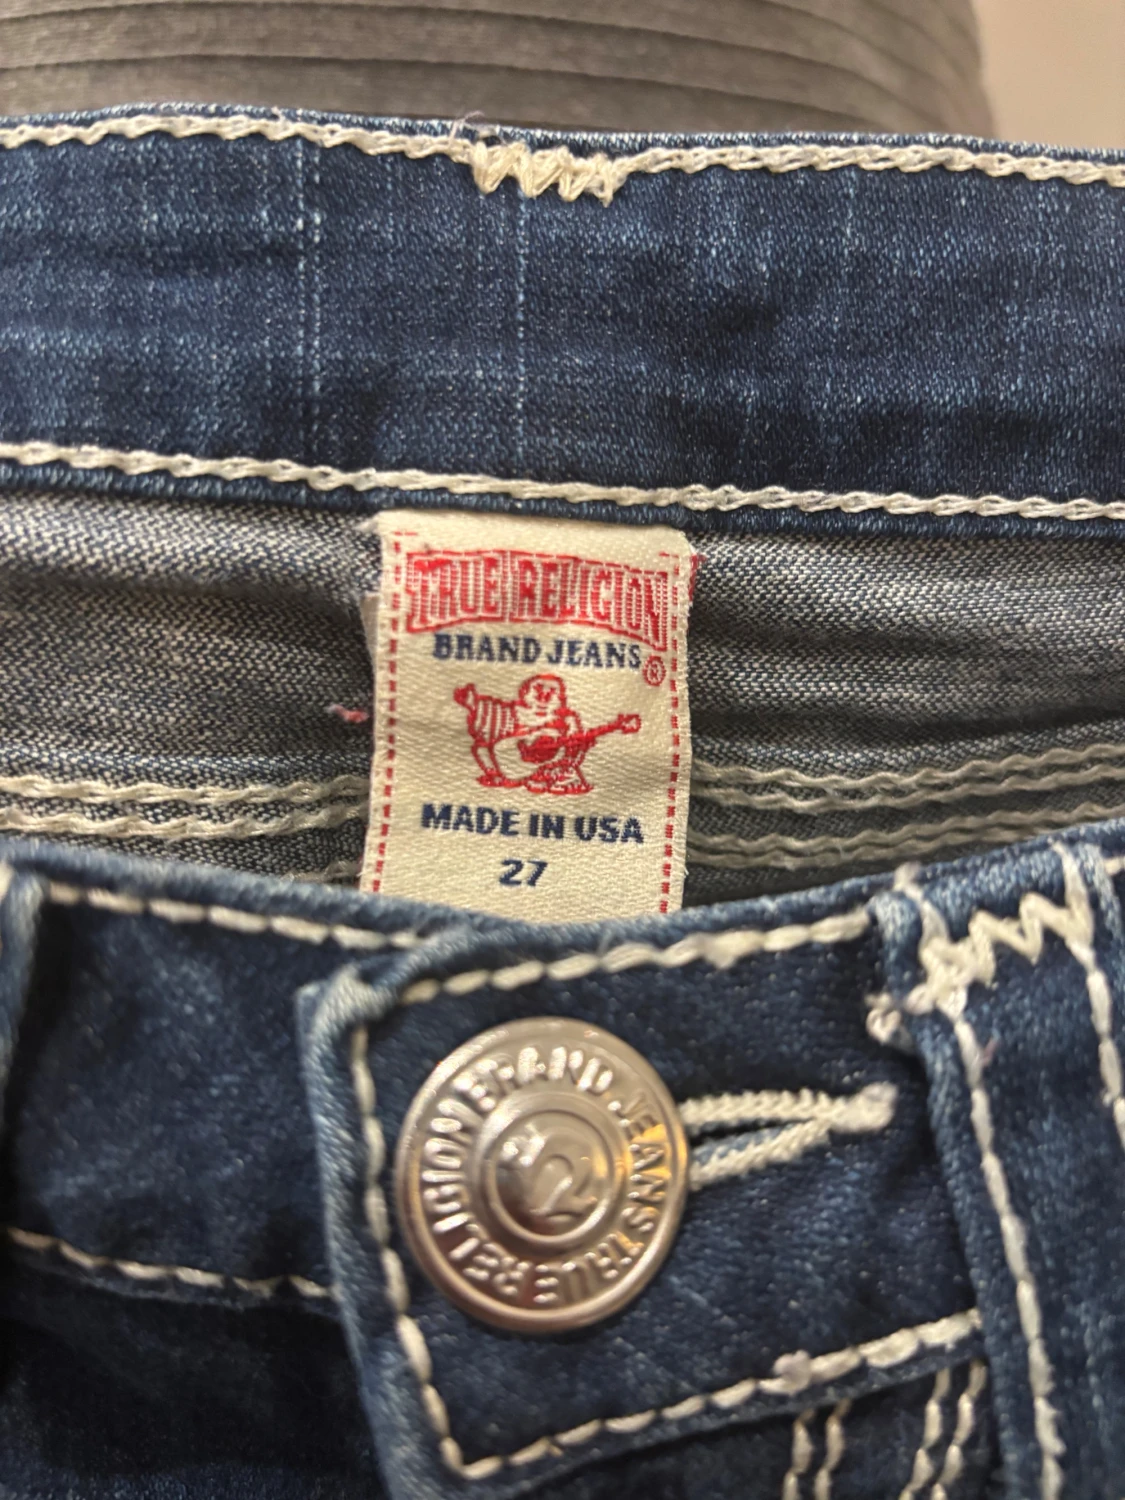 TRUE RELIGION
BRAND JEANS®
MADE IN USA
27
TRUE RELIGION BRAND JEANS